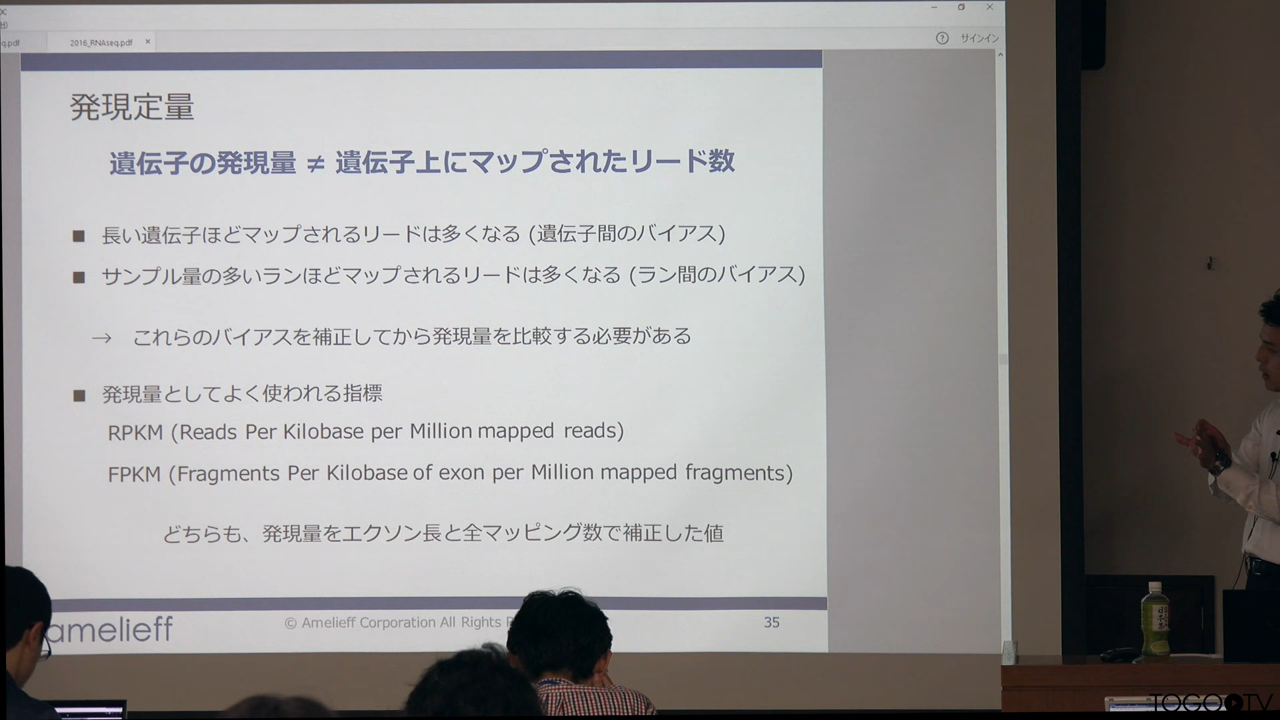 q.pdf
2016_RNAseq.pdf
サインイン
発現定量
遺伝子の発現量 ≠ 遺伝子上にマップされたリード数
■ 長い遺伝子ほどマップされるリードは多くなる (遺伝子間のバイアス)
■ サンプル量の多いランほどマップされるリードは多くなる (ラン間のバイアス)
→ これらのバイアスを補正してから発現量を比較する必要がある
■ 発現量としてよく使われる指標
RPKM (Reads Per Kilobase per Million mapped reads)
FPKM (Fragments Per Kilobase of exon per Million mapped fragments)
どちらも、発現量をエクソン長と全マッピング数で補正した値
amelieff
© Amelieff Corporation All Rights
35
TOGO TV